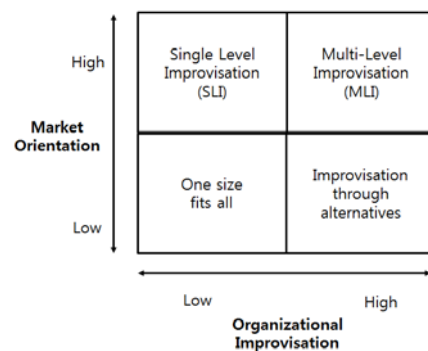 High
Market
Orientation
Low
Single Level
Improvisation
(SLI)
Multi-Level
Improvisation
(MLI)
One size
fits all
Improvisation
through
alternatives
Low
High
Organizational
Improvisation